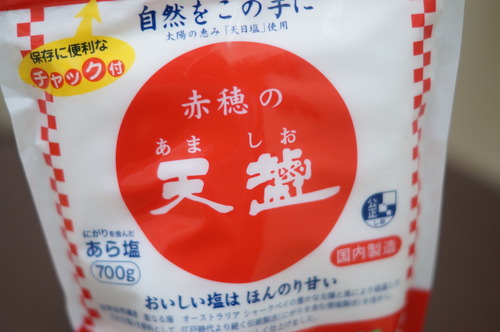 自然をこの手に
太陽の恵み「天日塩」使用
保存に便利な
チャック付
赤穂の
あましお
天塩
公正
しお
にがりを含んだ
あら塩
700g
国内製造
おいしい塩は ほんのり甘い